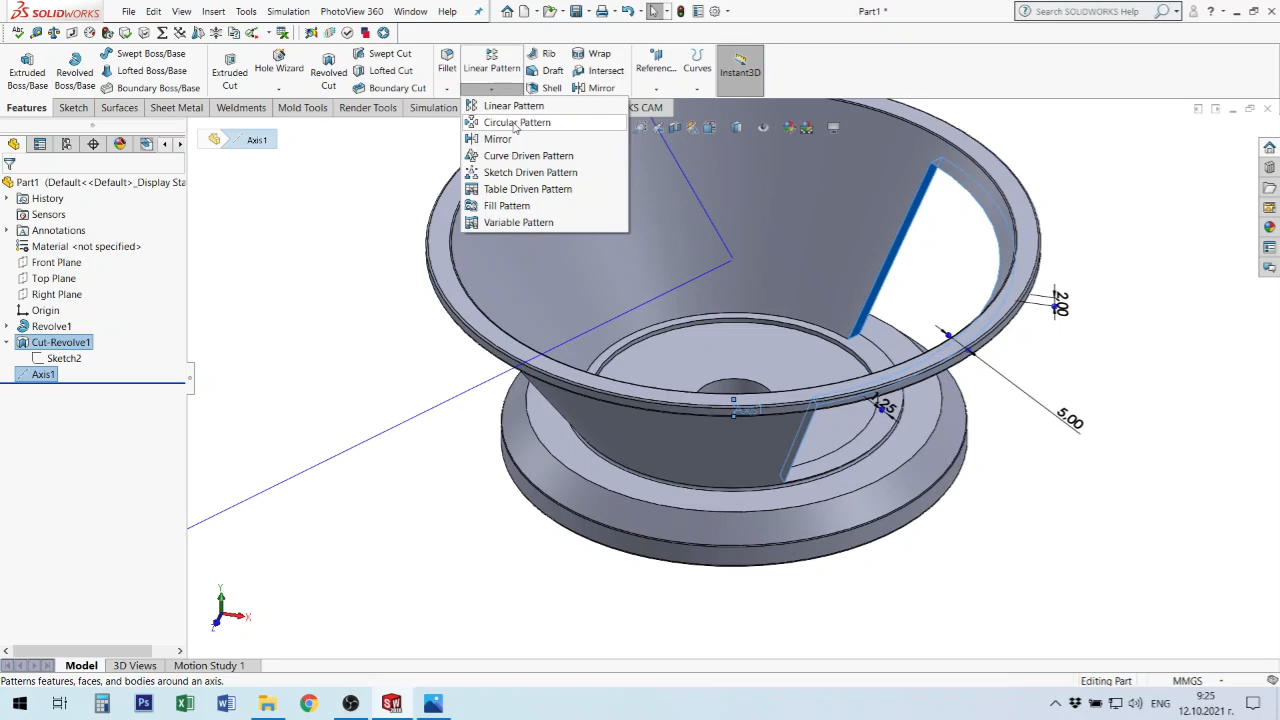 SOLIDWORKS File Edit View Insert Tools Simulation PhotoView 360 Window Help Part1 * Search SOLIDWORKS Help
Extruded Boss/Base
Revolved Boss/Base
Swept Boss/Base
Lofted Boss/Base
Boundary Boss/Base
Extruded Cut
Hole Wizard
Revolved Cut
Swept Cut
Lofted Cut
Boundary Cut
Fillet
Linear Pattern
Rib
Draft
Shell
Wrap
Intersect
Mirror
Referenc...
Curves
Instant3D
Features Sketch Surfaces Sheet Metal Weldments Mold Tools Render Tools Simulation KS CAM
Linear Pattern
Circular Pattern
Mirror
Curve Driven Pattern
Sketch Driven Pattern
Table Driven Pattern
Fill Pattern
Variable Pattern
Axis1
Part1 (Default<<Default>_Display Sta
History
Sensors
Annotations
Material <not specified>
Front Plane
Top Plane
Right Plane
Origin
Revolve1
Cut-Revolve1
Sketch2
Axis1
2,00
5,00
1,25
Axis1
Y
X
Z
Model 3D Views Motion Study 1
Patterns features, faces, and bodies around an axis. Editing Part MMGS
ENG
9:25
12.10.2021 г.